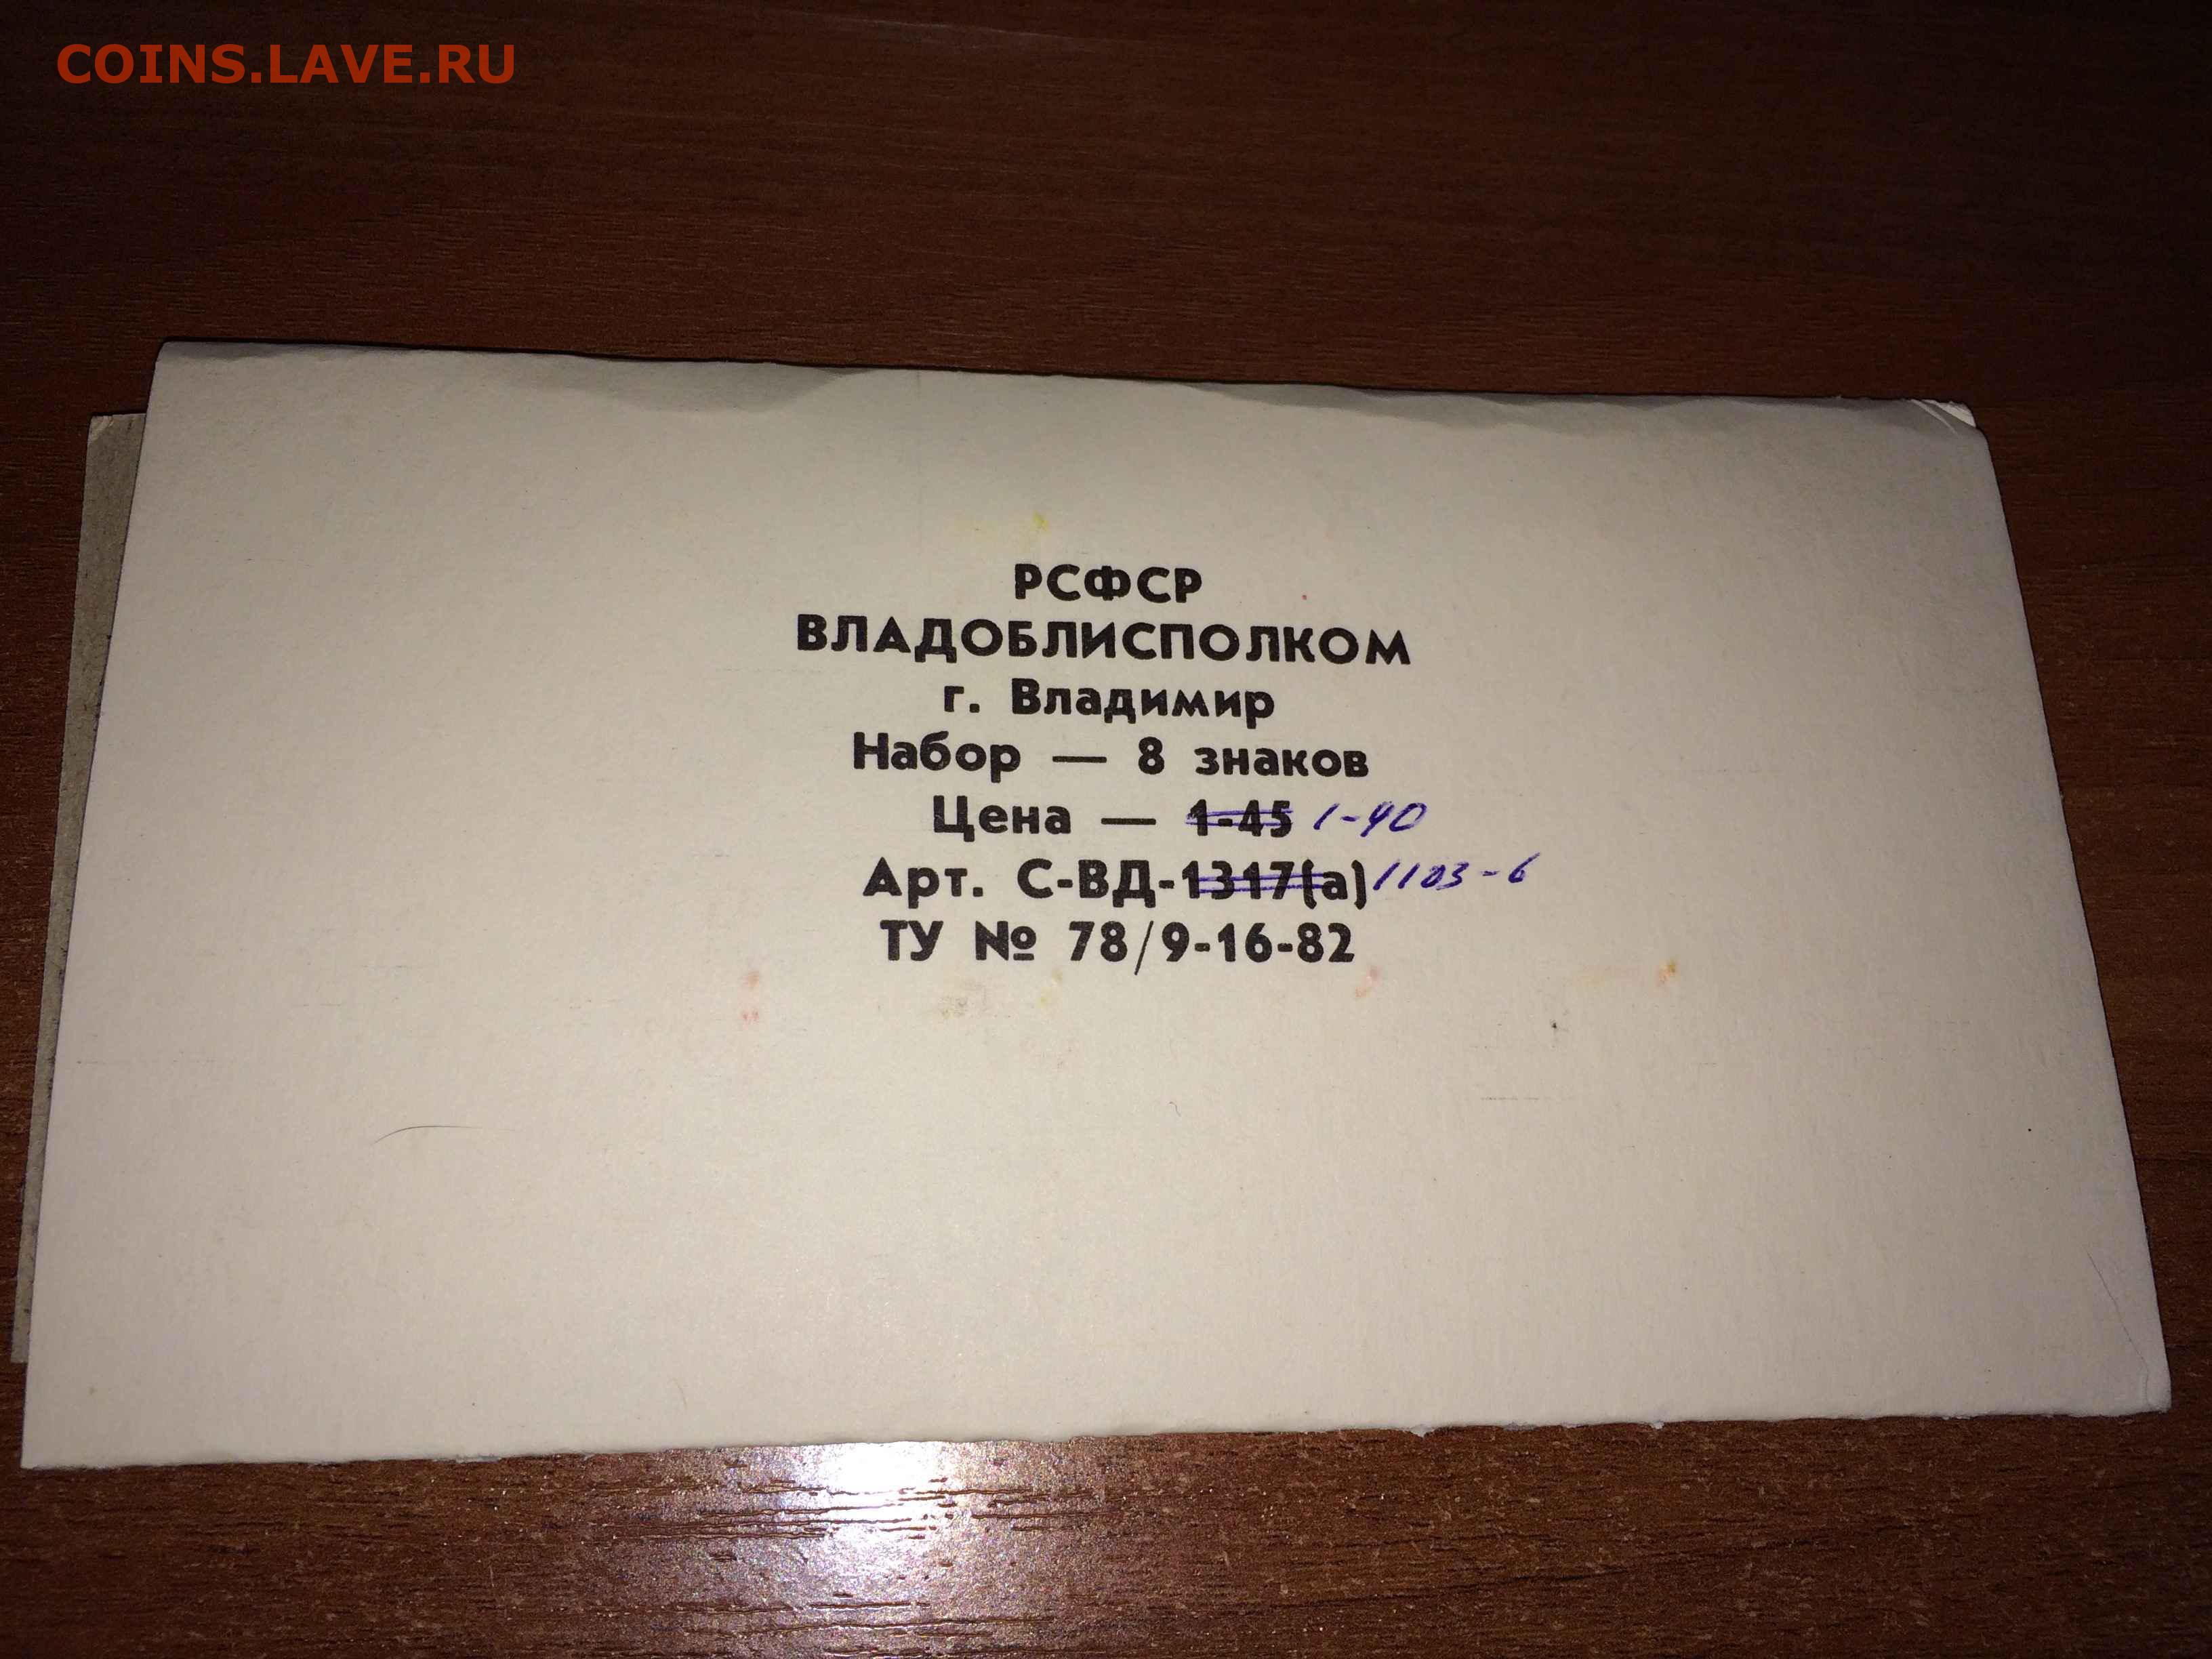 COINS.LAVE.RU
РСФСР
ВЛАДОБЛИСПОЛКОМ
г. Владимир
Набор — 8 знаков
Цена — 1-45 1-40
Арт. С-ВД-1317(а) 1103-6
ТУ № 78/9-16-82